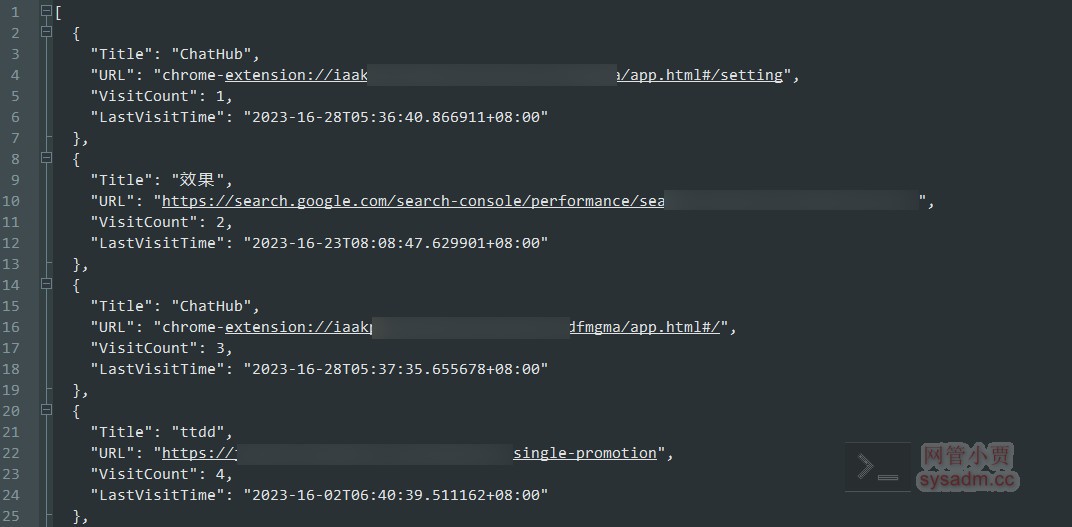 1 [
2 {
3 "Title": "ChatHub",
4 "URL": "chrome-extension://iaak a/app.html#/setting",
5 "VisitCount": 1,
6 "LastVisitTime": "2023-16-28T05:36:40.866911+08:00"
7 },
8 {
9 "Title": "效果",
10 "URL": "https://search.google.com/search-console/performance/sea ",
11 "VisitCount": 2,
12 "LastVisitTime": "2023-16-23T08:08:47.629901+08:00"
13 },
14 {
15 "Title": "ChatHub",
16 "URL": "chrome-extension://iaak dfmgma/app.html#/",
17 "VisitCount": 3,
18 "LastVisitTime": "2023-16-28T05:37:35.655678+08:00"
19 },
20 {
21 "Title": "ttdd",
22 "URL": "https:// single-promotion",
23 "VisitCount": 4,
24 "LastVisitTime": "2023-16-02T06:40:39.511162+08:00"
25 },
网管小贾
sysadm.cc